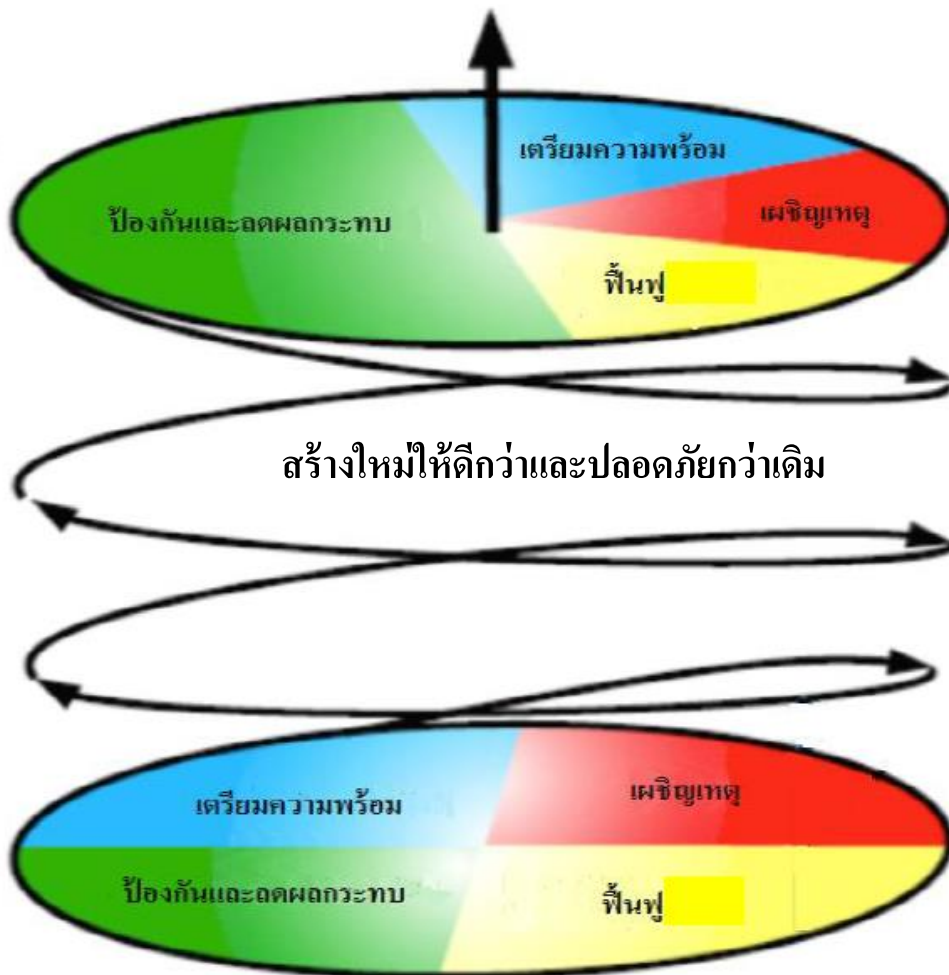 เตรียมความพร้อม
ป้องกันและลดผลกระทบ
เผชิญเหตุ
ฟื้นฟู
สร้างใหม่ให้ดีกว่าและปลอดภัยกว่าเดิม
เตรียมความพร้อม
เผชิญเหตุ
ป้องกันและลดผลกระทบ
ฟื้นฟู